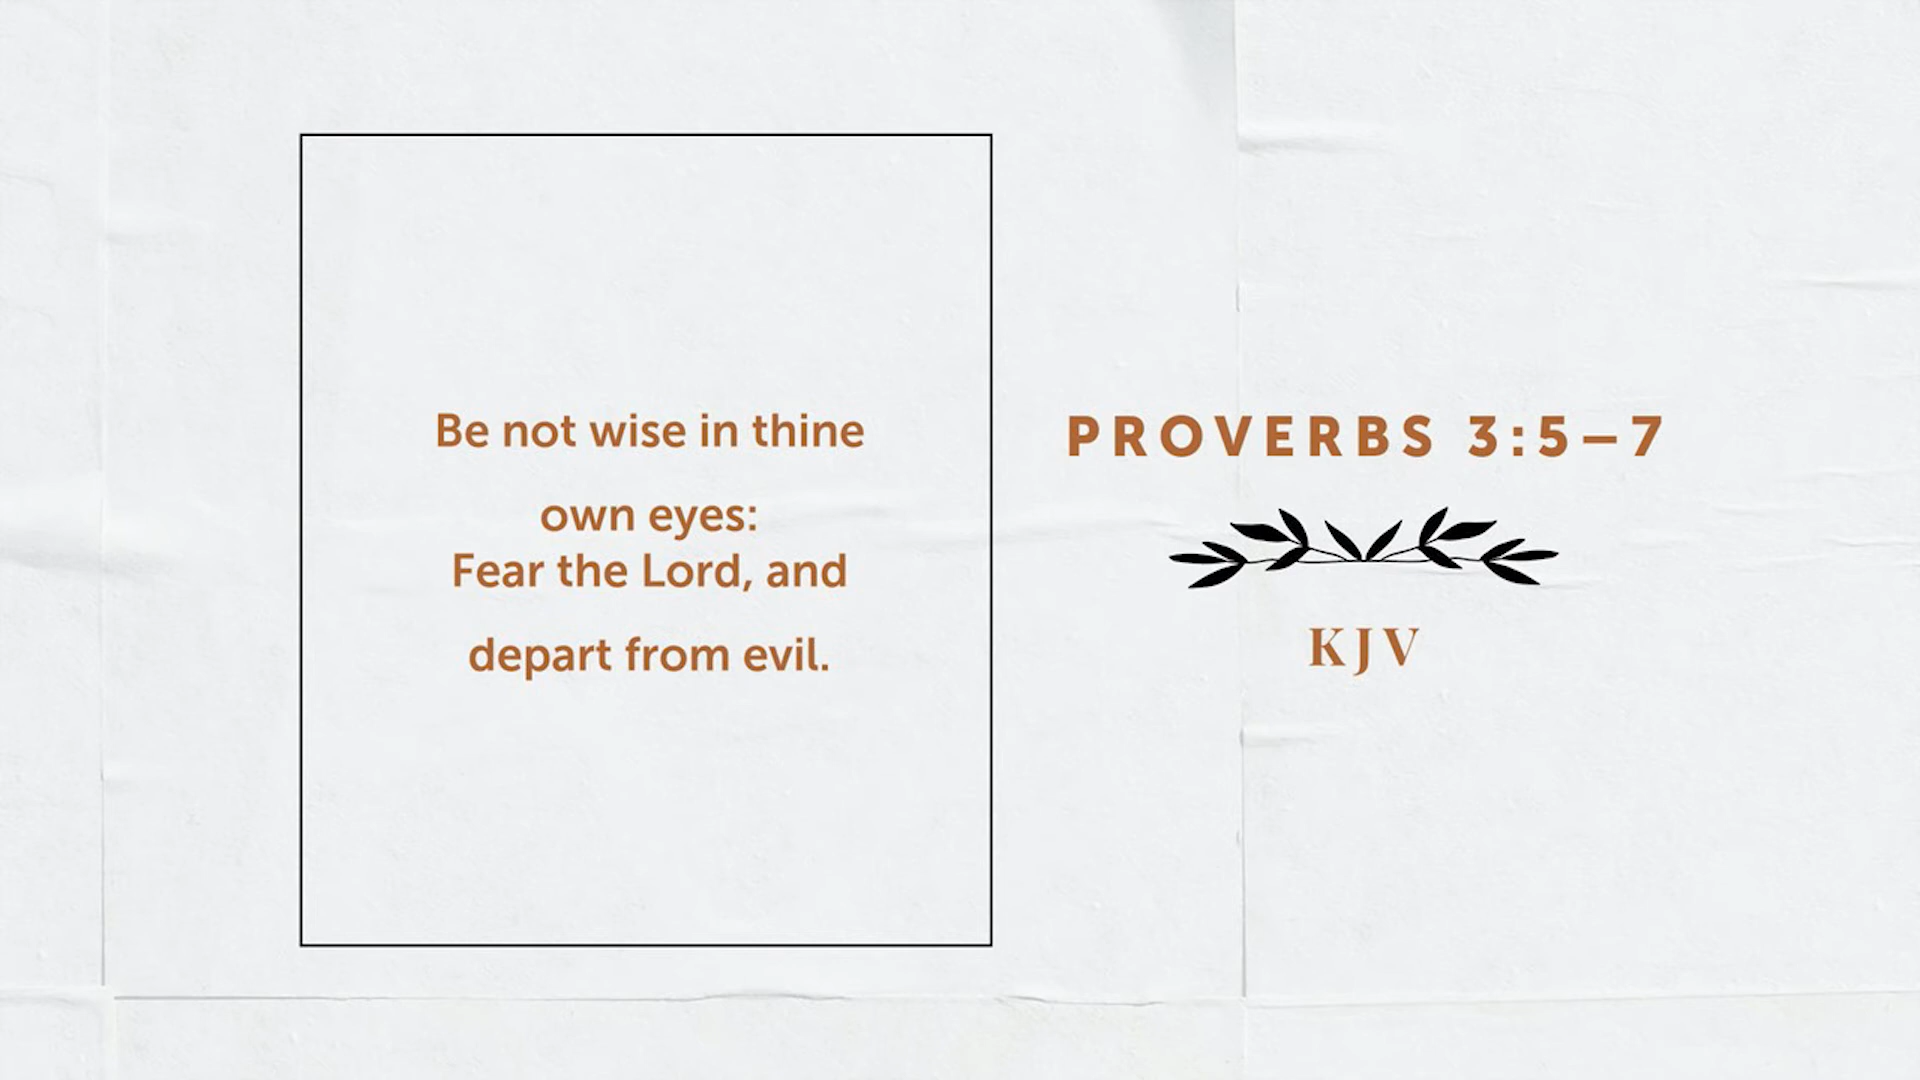 Be not wise in thine
own eyes:
Fear the Lord, and
depart from evil.
PROVERBS 3:5–7
KJV